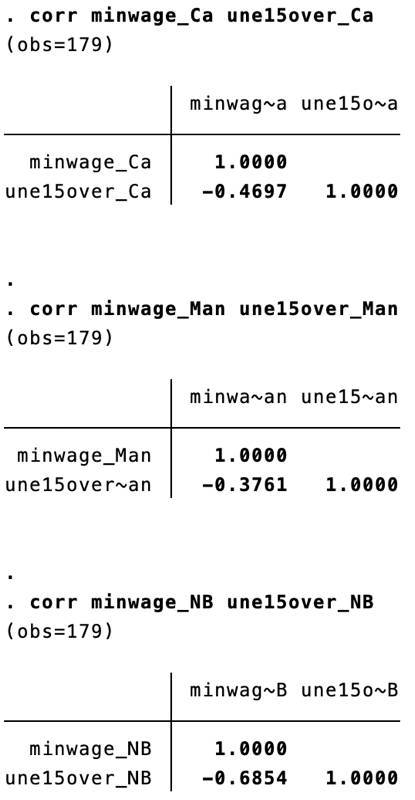 . corr minwage_Ca une15over_Ca
(obs=179)
minwag~a une15o~a
minwage_Ca 1.0000
une15over_Ca -0.4697 1.0000
.
. corr minwage_Man une15over_Man
(obs=179)
minwa~an une15~an
minwage_Man 1.0000
une15over~an -0.3761 1.0000
.
. corr minwage_NB une15over_NB
(obs=179)
minwag~B une15o~B
minwage_NB 1.0000
une15over_NB -0.6854 1.0000